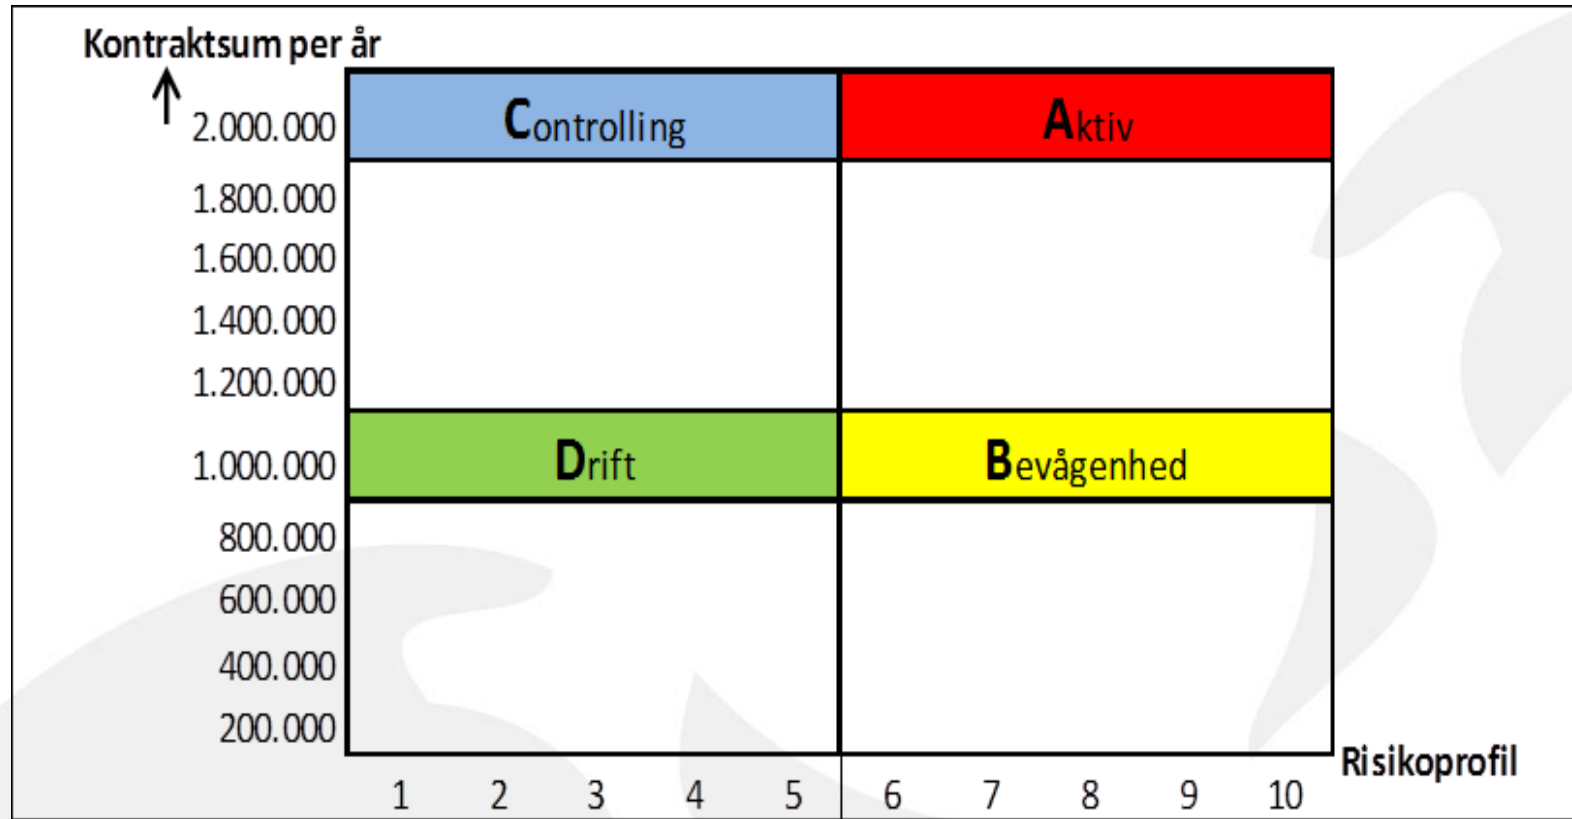 Kontraktsum per år
2.000.000 Controlling Aktiv
1.800.000
1.600.000
1.400.000
1.200.000
1.000.000 Drift Bevågenhed
800.000
600.000
400.000
200.000
Risikoprofil
1 2 3 4 5 6 7 8 9 10